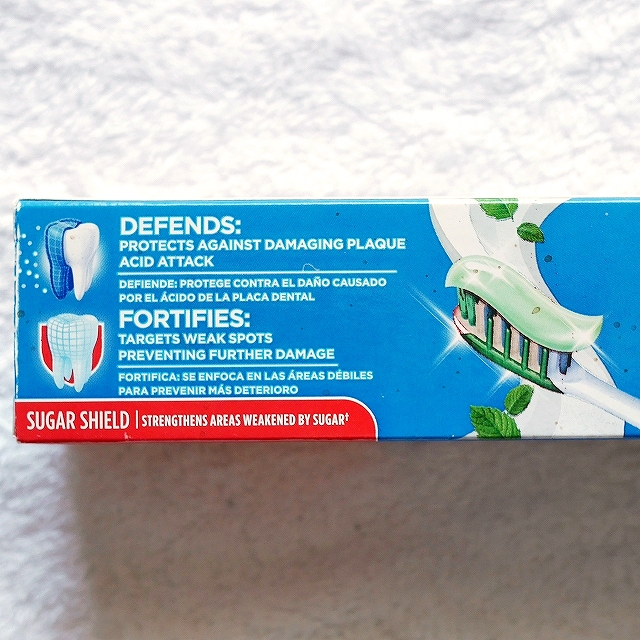 DEFENDS:
PROTECTS AGAINST DAMAGING PLAQUE
ACID ATTACK
DEFIENDE: PROTEGE CONTRA EL DAÑO CAUSADO
POR EL ÁCIDO DE LA PLACA DENTAL
FORTIFIES:
TARGETS WEAK SPOTS
PREVENTING FURTHER DAMAGE
FORTIFICA: SE ENFOCA EN LAS ÁREAS DÉBILES
PARA PREVENIR MÁS DETERIORO
SUGAR SHIELD | STRENGTHENS AREAS WEAKENED BY SUGAR†